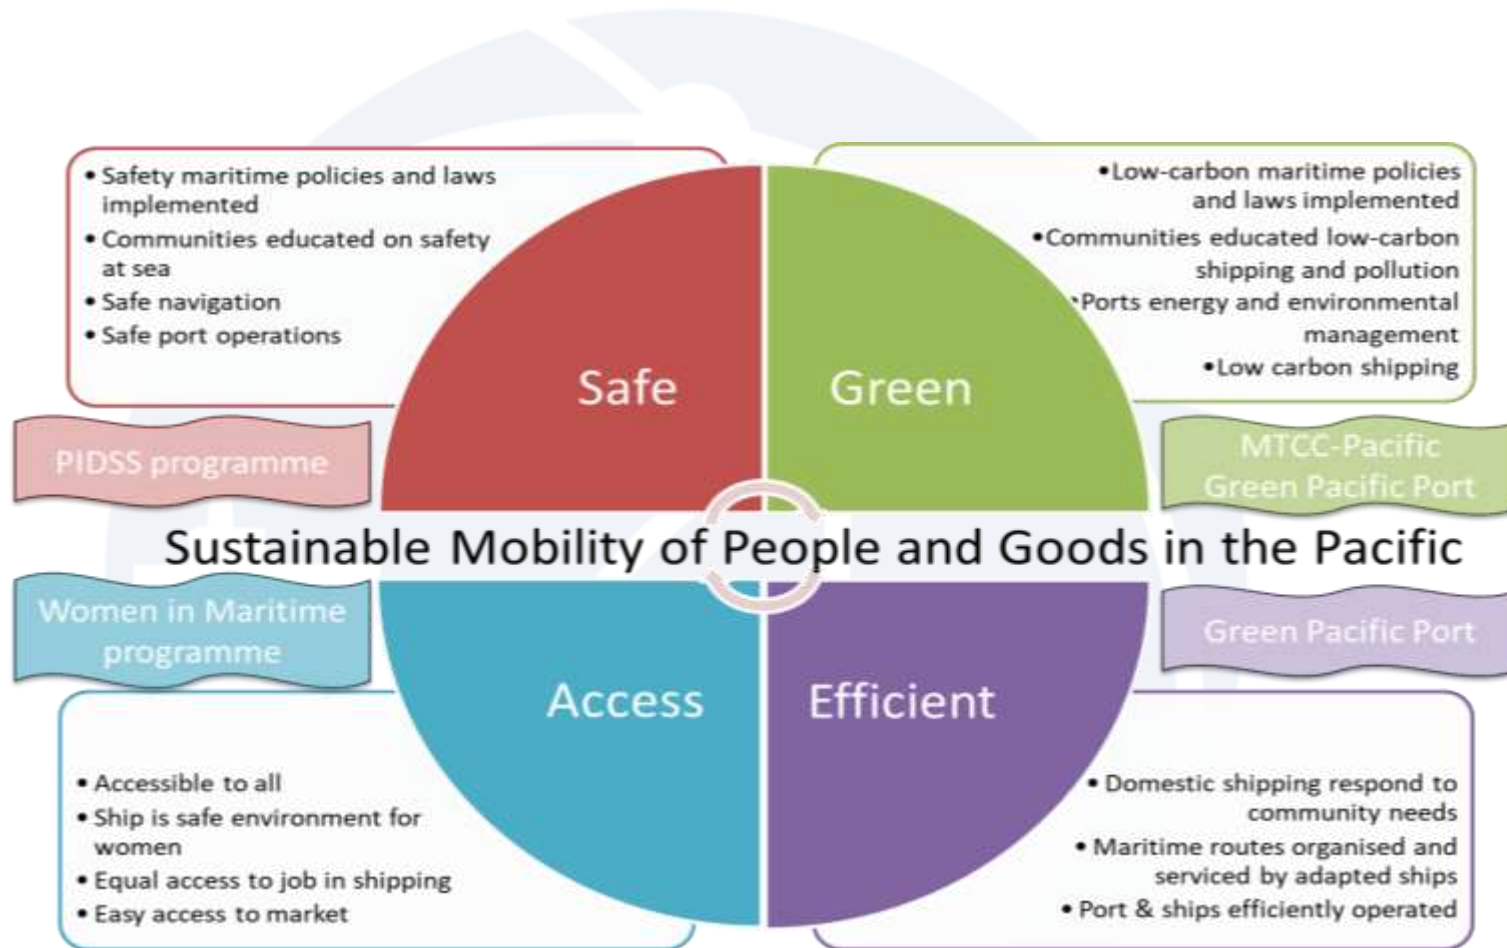 • Safety maritime policies and laws
implemented
• Communities educated on safety
at sea
• Safe navigation
• Safe port operations
•Low-carbon maritime policies
and laws implemented
•Communities educated low-carbon
shipping and pollution
•Ports energy and environmental
management
•Low carbon shipping
Safe
Green
PIDSS programme
MTCC-Pacific
Green Pacific Port
Sustainable Mobility of People and Goods in the Pacific
Women in Maritime
programme
Green Pacific Port
Access
Efficient
• Accessible to all
• Ship is safe environment for
women
• Equal access to job in shipping
• Easy access to market
• Domestic shipping respond to
community needs
• Maritime routes organised and
serviced by adapted ships
• Port & ships efficiently operated